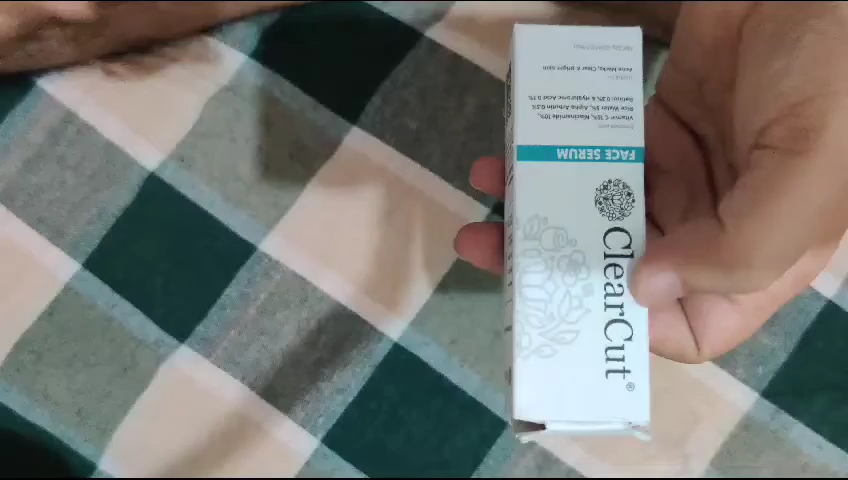 ClearCut®
FACE SERUM
Vitamin C 15%, Niacinamide 10%,
Rice Water 5%, Alpha Arbutin 0.5%
Retinol 0.2% & Hyaluronic Acid 0.1%
Acne Marks, Clear & Bright skin